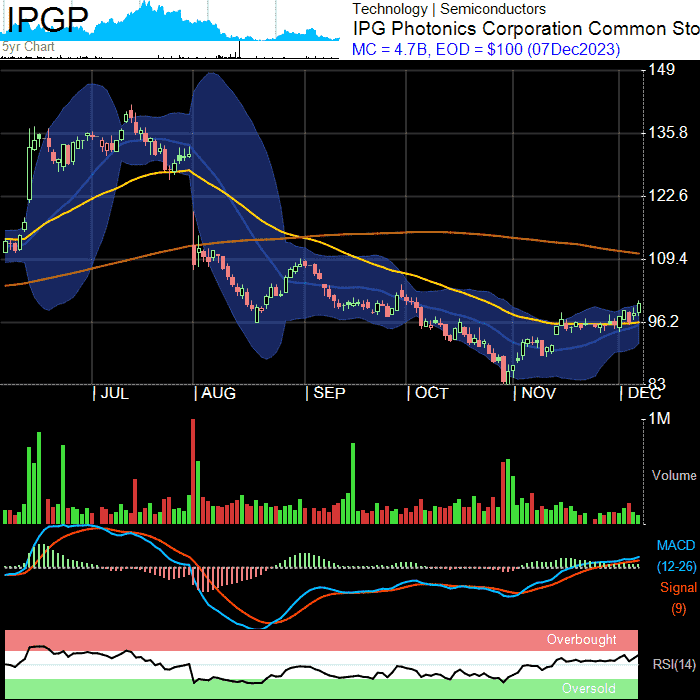 IPGP
5yr Chart
Technology | Semiconductors
IPG Photonics Corporation Common Sto
MC = 4.7B, EOD = $100 (07Dec2023)
149
135.8
122.6
109.4
96.2
83
| JUL | AUG | SEP | OCT | NOV | DEC
1M
Volume
MACD
(12-26)
Signal
(9)
Overbought
RSI(14)
Oversold